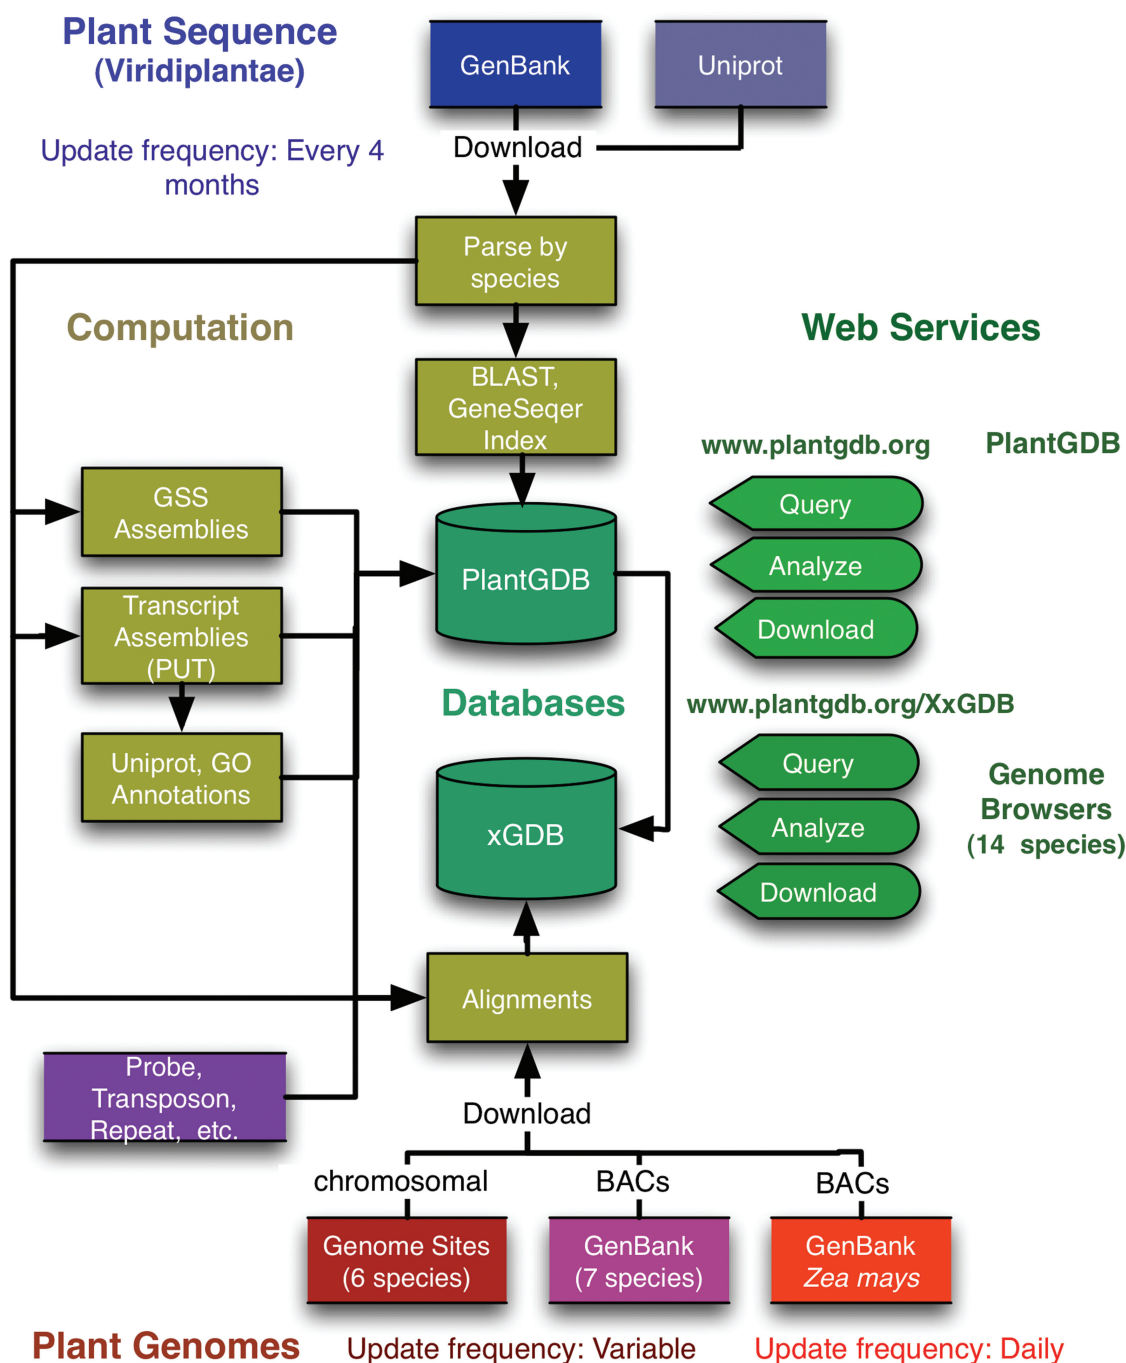 Plant Sequence
(Viridiplantae)
GenBank
Uniprot
Update frequency: Every 4
months
Download
Parse by
species
Computation
Web Services
BLAST,
GeneSeqer
Index
www.plantgdb.org
PlantGDB
GSS
Assemblies
Query
PlantGDB
Analyze
Transcript
Assemblies
(PUT)
Download
Databases
www.plantgdb.org/XxGDB
Uniprot, GO
Annotations
Query
xGDB
Analyze
Genome
Browsers
(14 species)
Download
Alignments
Probe,
Transposon,
Repeat, etc.
Download
chromosomal
BACs
BACs
Genome Sites
(6 species)
GenBank
(7 species)
GenBank
Zea mays
Plant Genomes
Update frequency: Variable
Update frequency: Daily